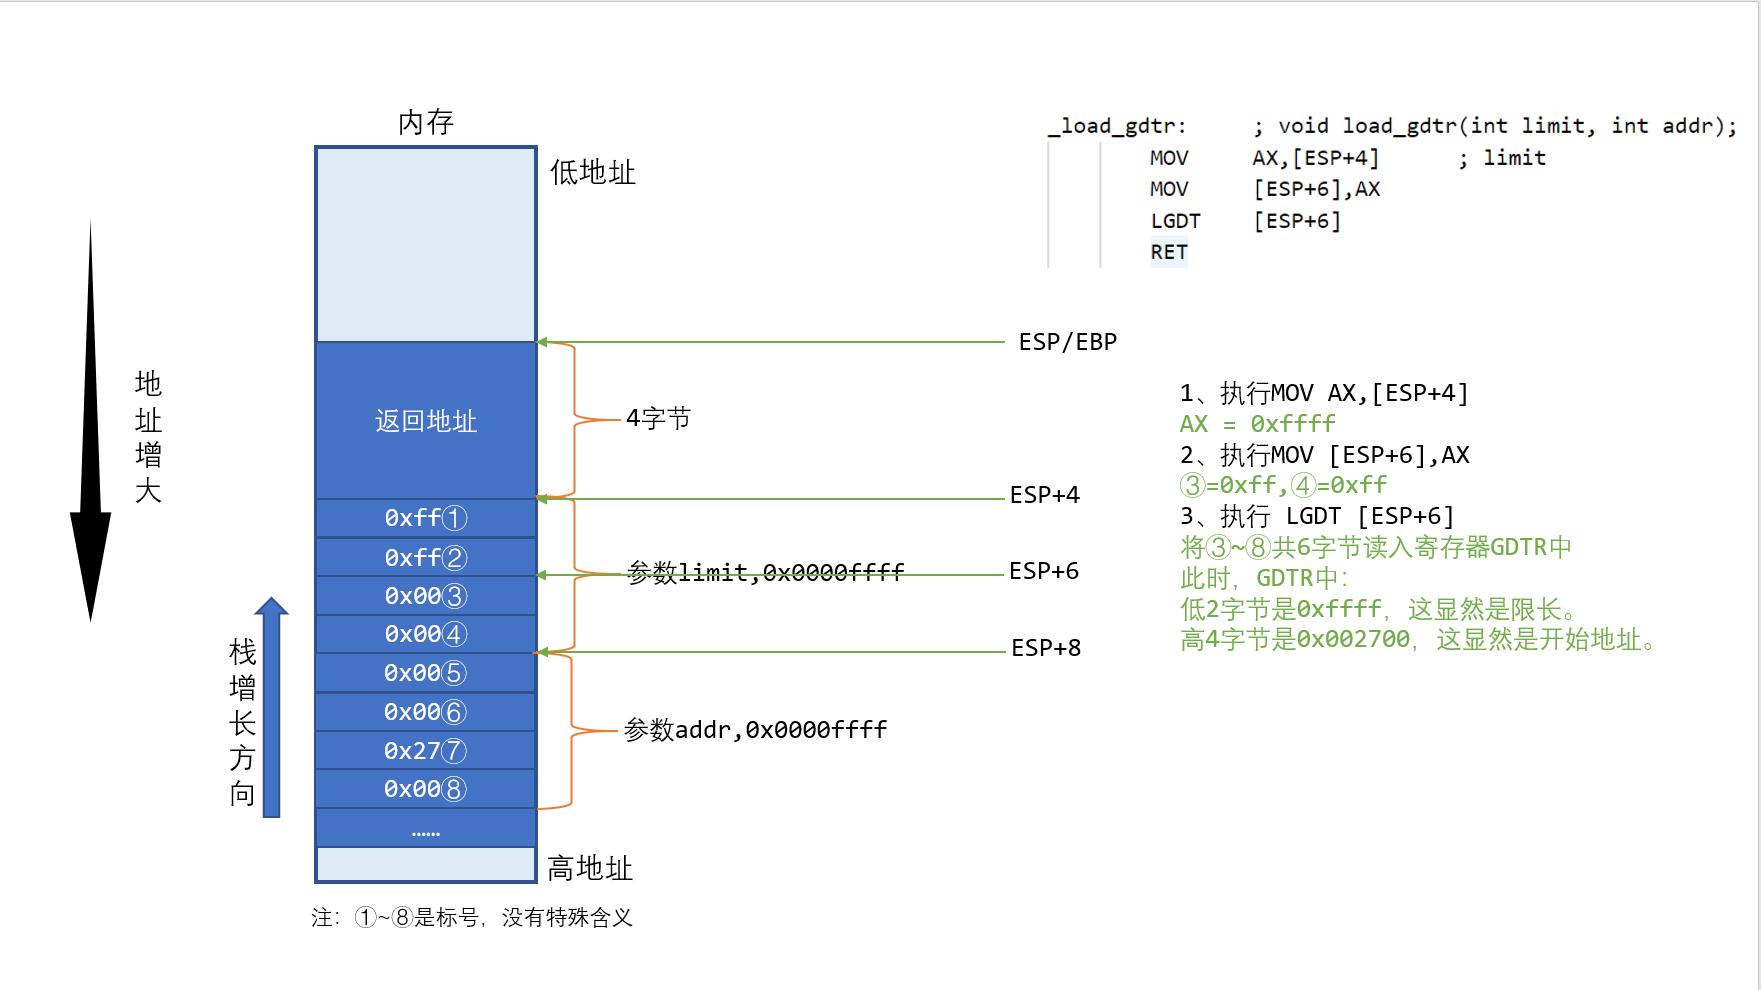 内存
低地址
地址增大
返回地址
0xff①
0xff②
0x00③
0x00④
0x00⑤
0x00⑥
0x27⑦
0x00⑧
……
高地址
栈增长方向
注：①~⑧是标号，没有特殊含义
4字节
参数limit,0x0000ffff
参数addr,0x0000ffff
ESP/EBP
ESP+4
ESP+6
ESP+8
_load_gdtr: ; void load_gdtr(int limit, int addr);
MOV AX,[ESP+4] ; limit
MOV [ESP+6],AX
LGDT [ESP+6]
RET
1、执行MOV AX,[ESP+4]
AX = 0xffff
2、执行MOV [ESP+6],AX
③=0xff,④=0xff
3、执行 LGDT [ESP+6]
将③~⑧共6字节读入寄存器GDTR中
此时，GDTR中：
低2字节是0xffff，这显然是限长。
高4字节是0x002700，这显然是开始地址。